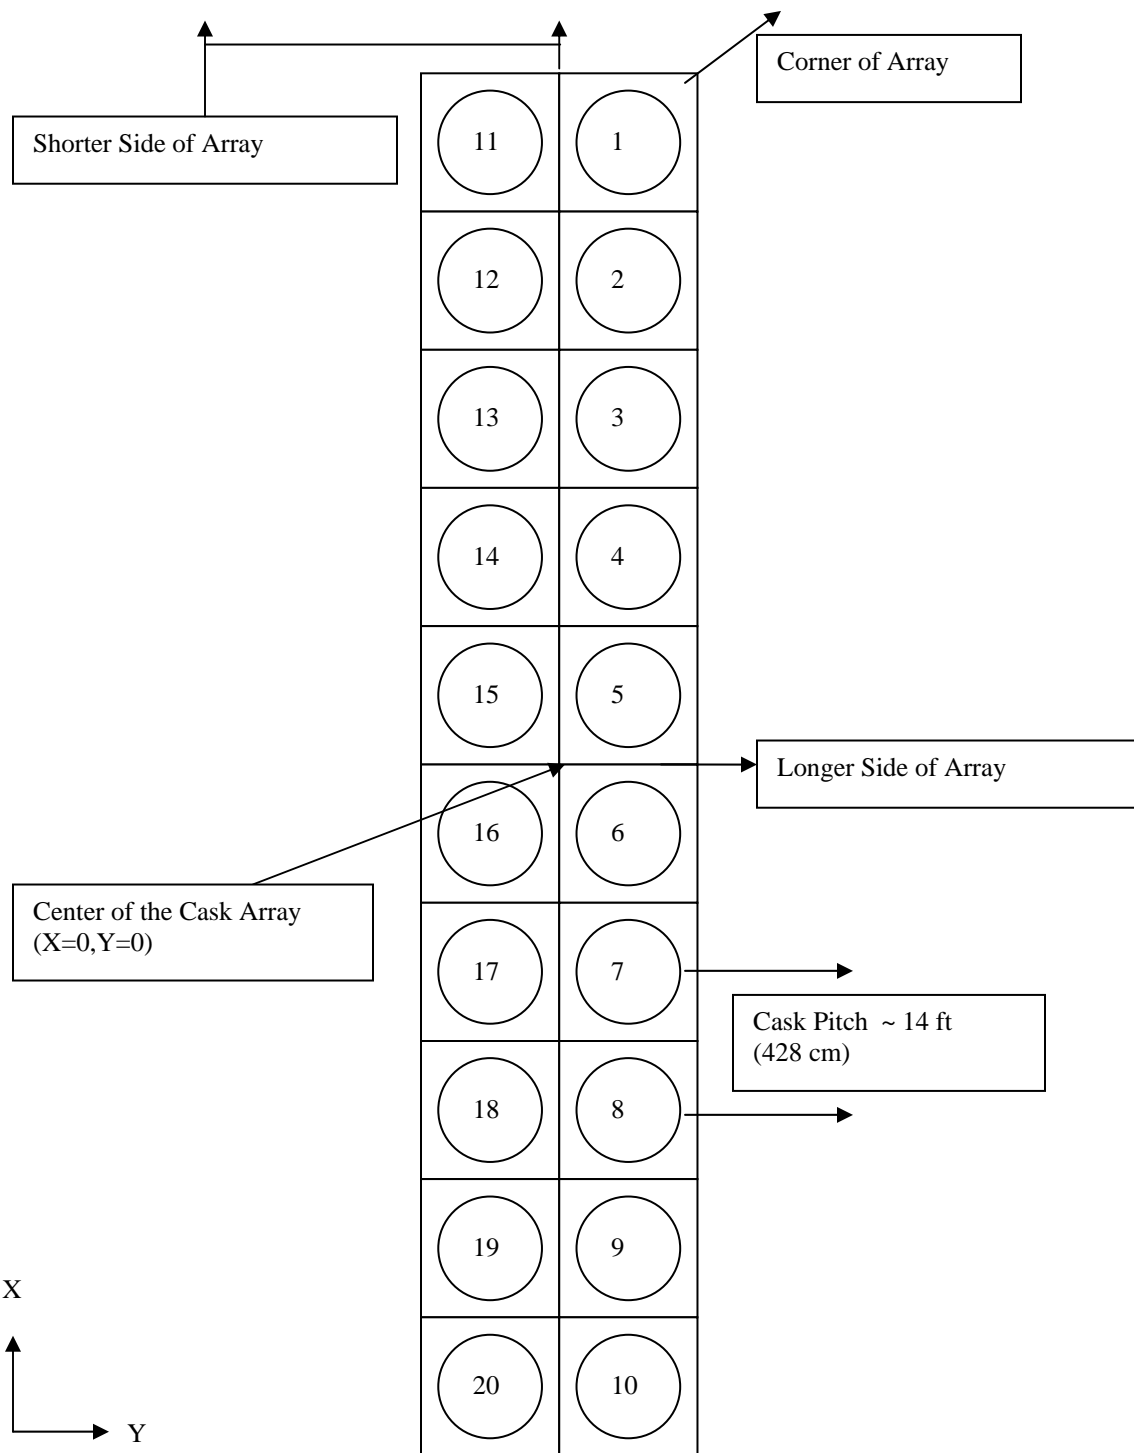 Corner of Array
Shorter Side of Array
11 1
12 2
13 3
14 4
15 5
Longer Side of Array
16 6
Center of the Cask Array
(X=0,Y=0)
17 7
Cask Pitch ~ 14 ft
(428 cm)
18 8
19 9
X
20 10
Y